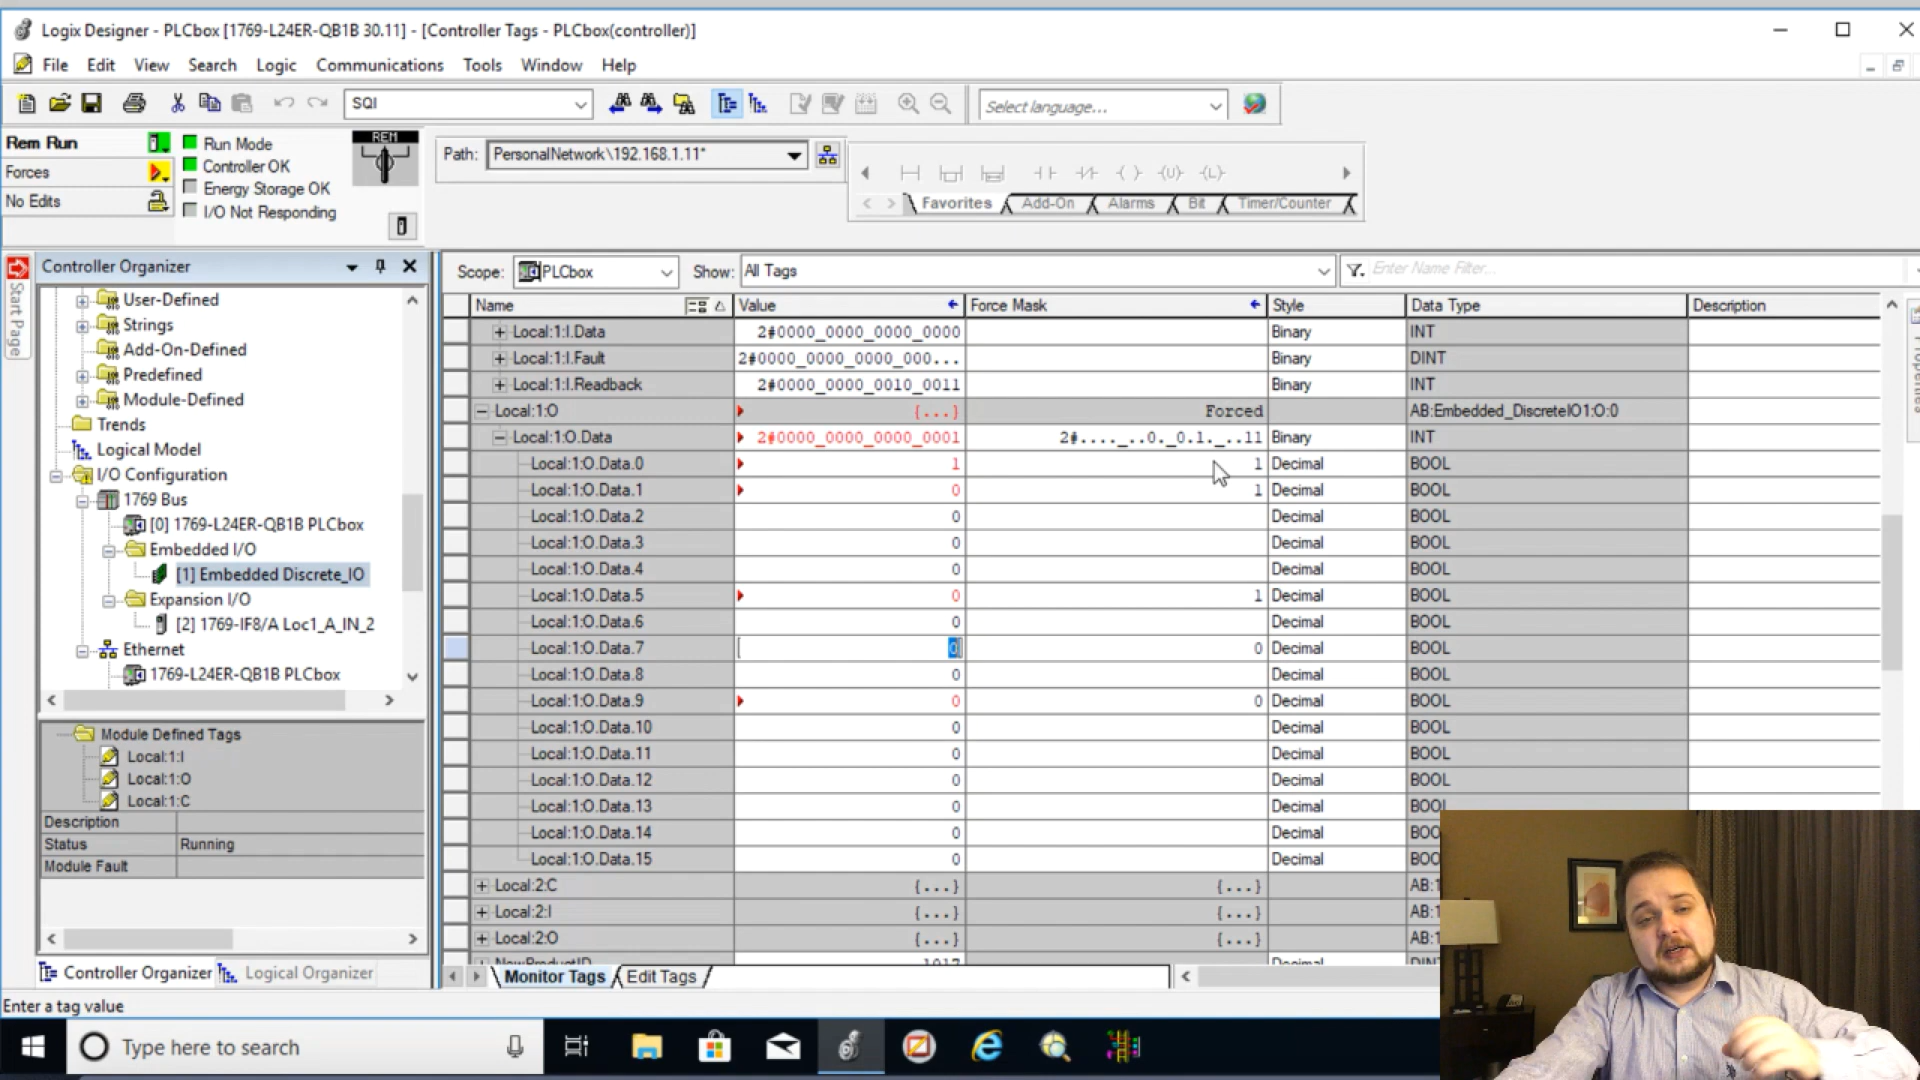 Logix Designer - PLCbox [1769-L24ER-QB1B 30.11] - [Controller Tags - PLCbox(controller)]
File Edit View Search Logic Communications Tools Window Help
SQI
Select language...
Rem Run
Forces
No Edits
Run Mode
Controller OK
Energy Storage OK
I/O Not Responding
REM
Path: PersonalNetwork\192.168.1.11*
Favorites Add-On Alarms Bit Timer/Counter
Start Page
Controller Organizer
User-Defined
Strings
Add-On-Defined
Predefined
Module-Defined
Trends
Logical Model
I/O Configuration
1769 Bus
[0] 1769-L24ER-QB1B PLCbox
Embedded I/O
[1] Embedded Discrete_IO
Expansion I/O
[2] 1769-IF8/A Loc1_A_IN_2
Ethernet
1769-L24ER-QB1B PLCbox
Module Defined Tags
Local:1:I
Local:1:O
Local:1:C
Description
Status Running
Module Fault
Controller Organizer Logical Organizer
Scope: PLCbox Show: All Tags Enter Name Filter...
Name Value Force Mask Style Data Type Description
Local:1:I.Data 2#0000_0000_0000_0000 Binary INT
Local:1:I.Fault 2#0000_0000_0000_000... Binary DINT
Local:1:I.Readback 2#0000_0000_0010_0011 Binary INT
Local:1:O {...} Forced AB:Embedded_DiscreteIO1:O:0
Local:1:O.Data 2#0000_0000_0000_0001 2#...._..0._0.1._..11 Binary INT
Local:1:O.Data.0 1 1 Decimal BOOL
Local:1:O.Data.1 0 1 Decimal BOOL
Local:1:O.Data.2 0 Decimal BOOL
Local:1:O.Data.3 0 Decimal BOOL
Local:1:O.Data.4 0 Decimal BOOL
Local:1:O.Data.5 0 1 Decimal BOOL
Local:1:O.Data.6 0 Decimal BOOL
Local:1:O.Data.7 0 0 Decimal BOOL
Local:1:O.Data.8 0 Decimal BOOL
Local:1:O.Data.9 0 0 Decimal BOOL
Local:1:O.Data.10 0 Decimal BOOL
Local:1:O.Data.11 0 Decimal BOOL
Local:1:O.Data.12 0 Decimal BOOL
Local:1:O.Data.13 0 Decimal BOOL
Local:1:O.Data.14 0 Decimal BOO
Local:1:O.Data.15 0 Decimal BOO
Local:2:C {...} {...} AB:1
Local:2:I {...} {...} AB:1
Local:2:O {...} {...} AB:1
NewProductID 1017 Decimal DIN
Monitor Tags Edit Tags
Properties
Enter a tag value
Type here to search